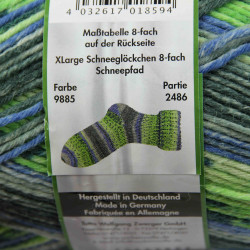 4 032617 018594
Maßtabelle 8-fach
auf der Rückseite
XLarge Schneeglöckchen 8-fach
Schneepfad
Farbe Partie
9885 2486
Hergestellt in Deutschland
Made in Germany
Fabriquée en Allemagne